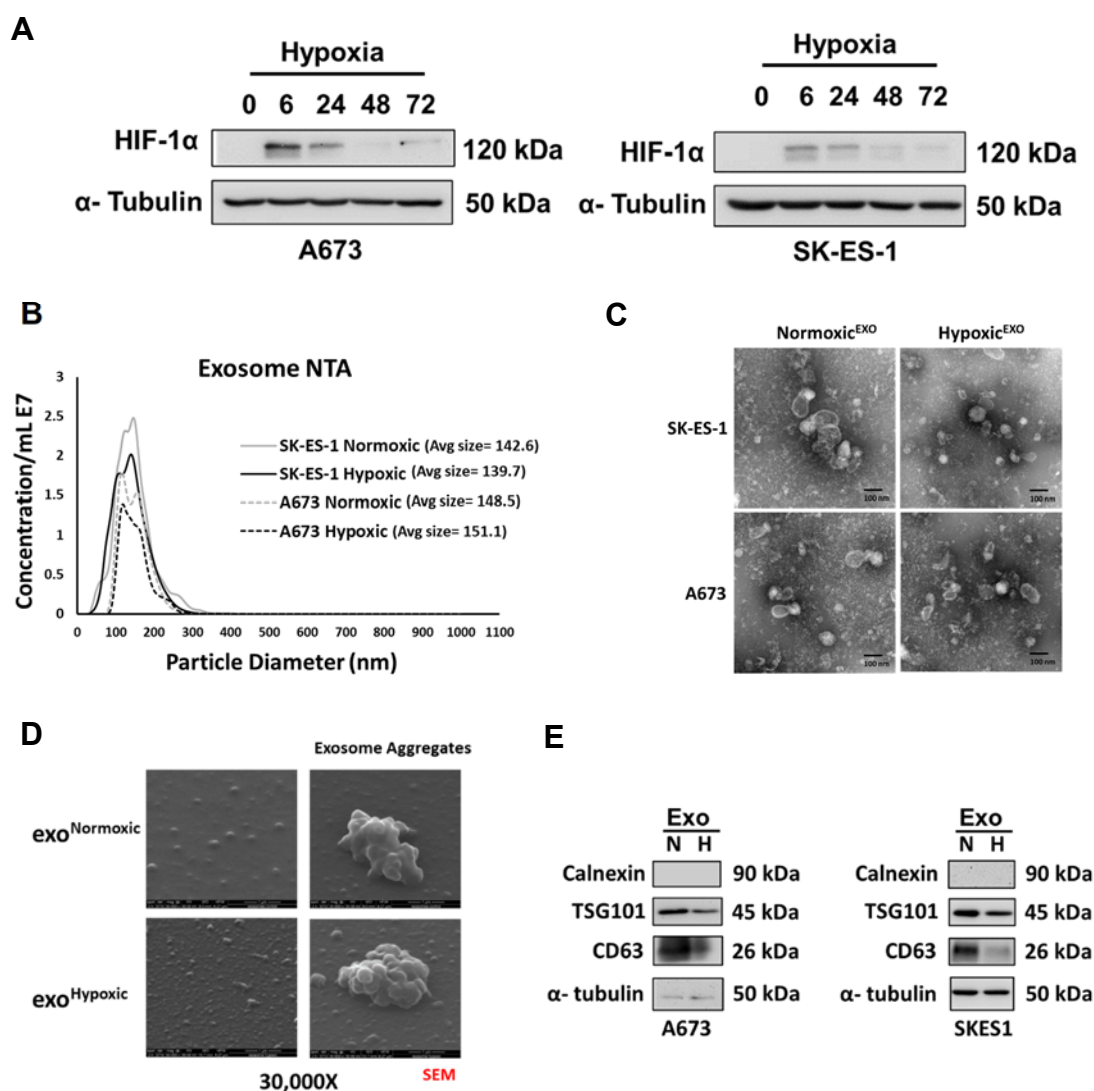 A
Hypoxia
0 6 24 48 72
HIF-1α 120 kDa
α- Tubulin 50 kDa
A673
Hypoxia
0 6 24 48 72
HIF-1α 120 kDa
α- Tubulin 50 kDa
SK-ES-1
B
Exosome NTA
Concentration/mL E7
3
2.5
2
1.5
1
0.5
0
SK-ES-1 Normoxic (Avg size= 142.6)
SK-ES-1 Hypoxic (Avg size= 139.7)
A673 Normoxic (Avg size= 148.5)
A673 Hypoxic (Avg size= 151.1)
0 100 200 300 400 500 600 700 800 900 1000 1100
Particle Diameter (nm)
C
Normoxic^EXO Hypoxic^EXO
SK-ES-1
100 nm 100 nm
A673
100 nm 100 nm
D
Exosome Aggregates
exo^Normoxic
exo^Hypoxic
30,000X SEM
E
Exo
N H
Calnexin 90 kDa
TSG101 45 kDa
CD63 26 kDa
α- tubulin 50 kDa
A673
Exo
N H
Calnexin 90 kDa
TSG101 45 kDa
CD63 26 kDa
α- tubulin 50 kDa
SKES1